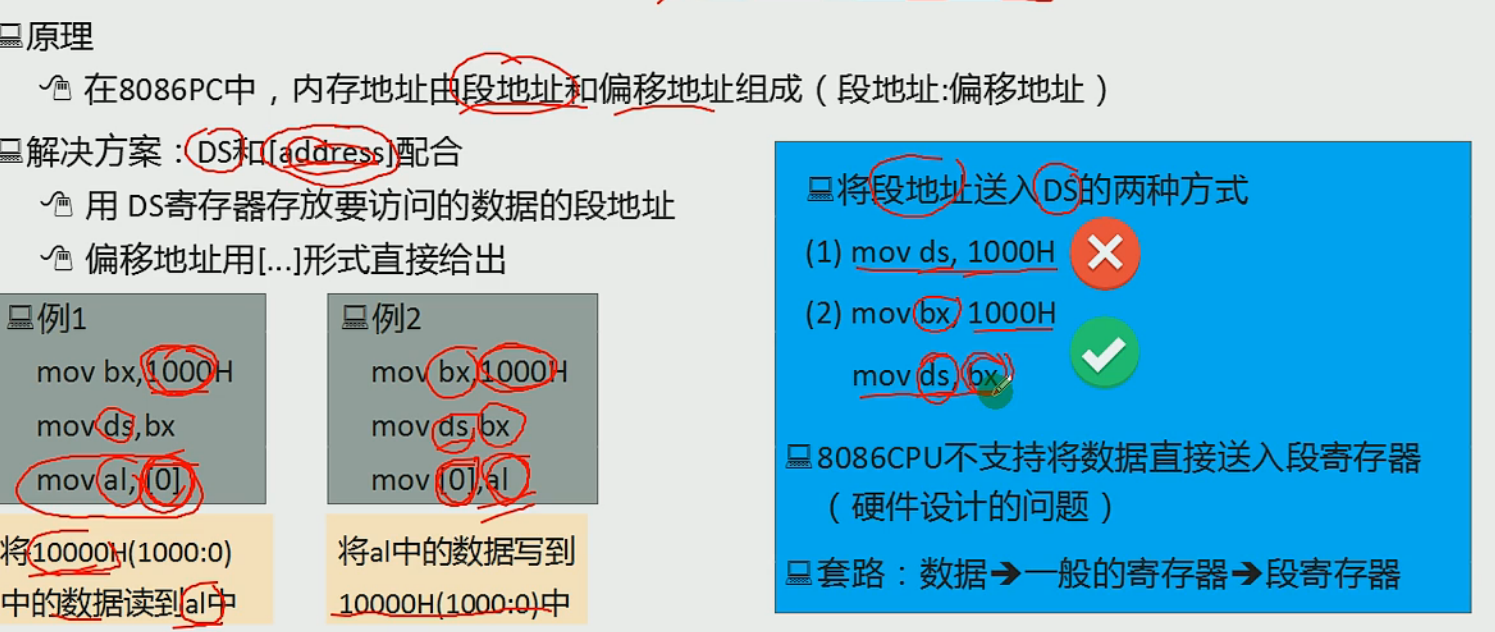 原理
在8086PC中，内存地址由段地址和偏移地址组成（段地址:偏移地址）
解决方案：DS和[address]配合
用 DS寄存器存放要访问的数据的段地址
偏移地址用[...]形式直接给出
例1
mov bx,1000H
mov ds,bx
mov al, [0]
将10000H(1000:0)
中的数据读到al中
例2
mov bx,1000H
mov ds,bx
mov [0],al
将al中的数据写到
10000H(1000:0)中
将段地址送入DS的两种方式
(1) mov ds, 1000H
(2) mov bx, 1000H
mov ds, bx
8086CPU不支持将数据直接送入段寄存器
（硬件设计的问题）
套路：数据➔一般的寄存器➔段寄存器